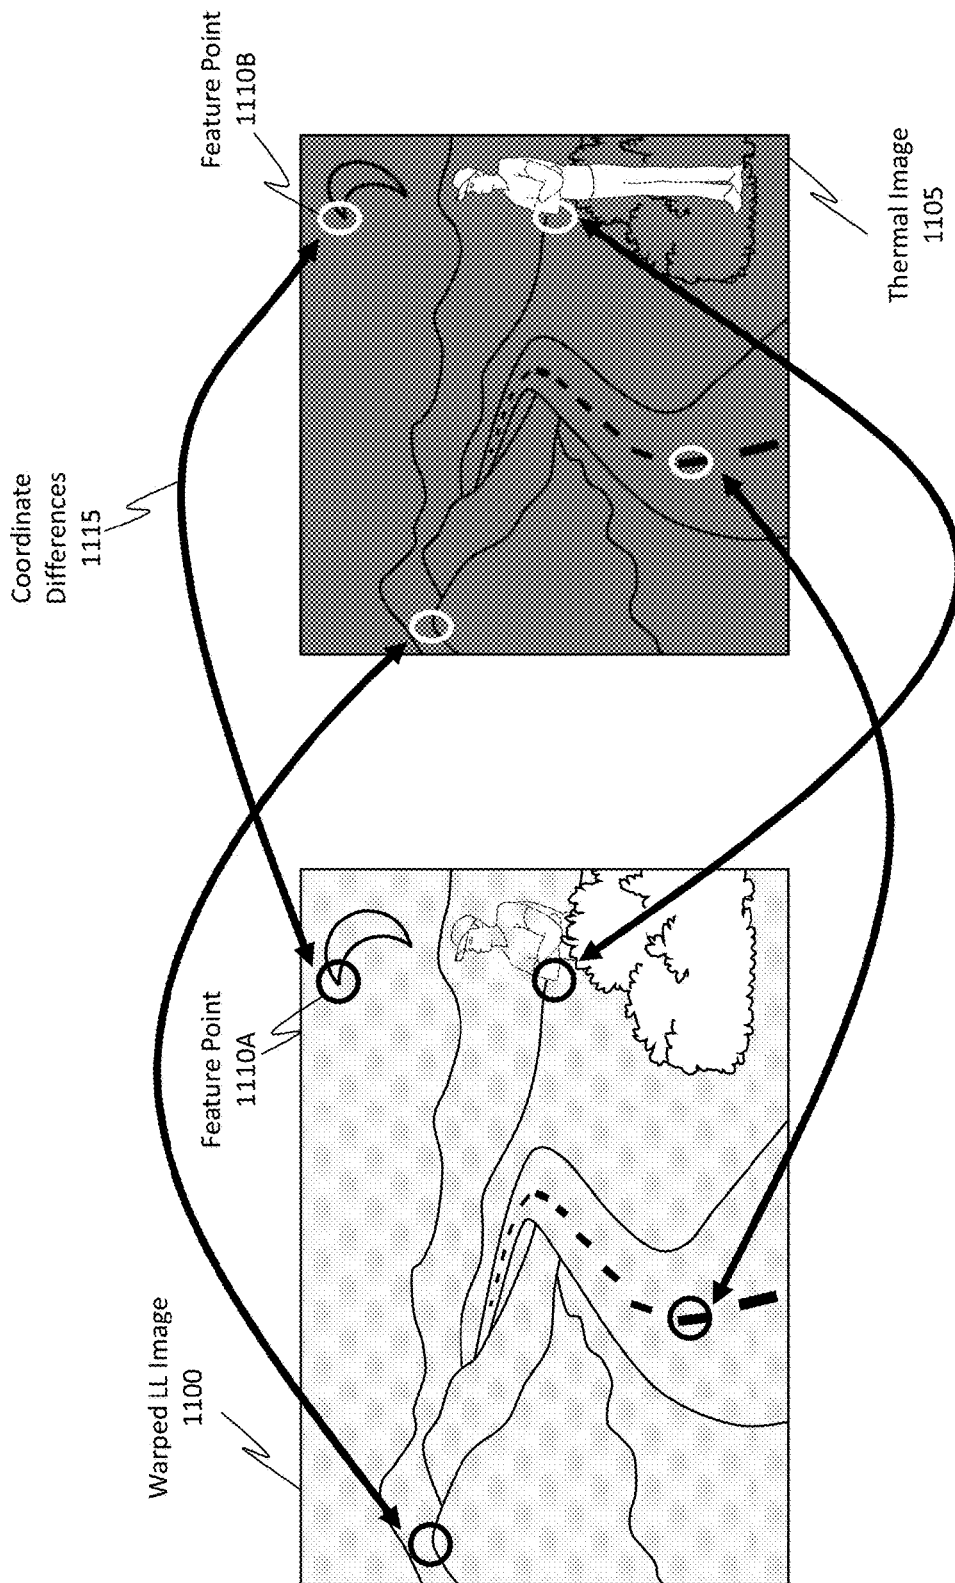 Warped LL Image
1100
Feature Point
1110A
Coordinate
Differences
1115
Feature Point
1110B
Thermal Image
1105